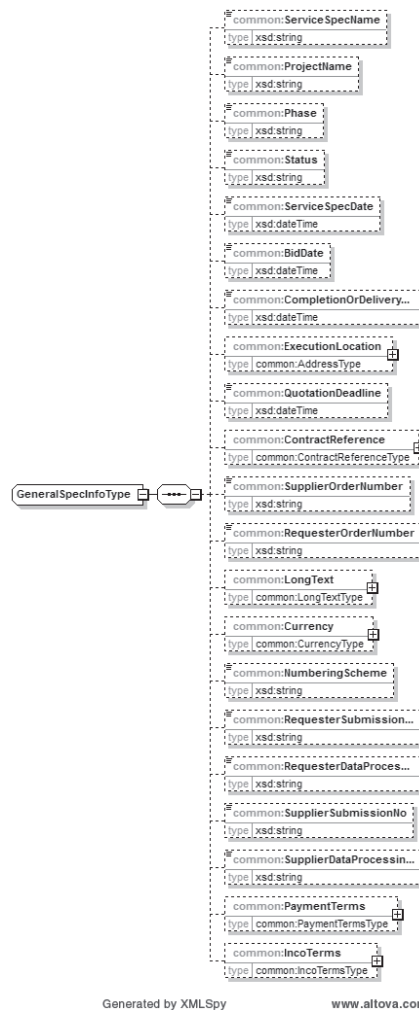 common:ServiceSpecName
type xsd:string
common:ProjectName
type xsd:string
common:Phase
type xsd:string
common:Status
type xsd:string
common:ServiceSpecDate
type xsd:dateTime
common:BidDate
type xsd:dateTime
common:CompletionOrDelivery...
type xsd:dateTime
common:ExecutionLocation
type common:AddressType
common:QuotationDeadline
type xsd:dateTime
common:ContractReference
type common:ContractReferenceType
GeneralSpecInfoType
common:SupplierOrderNumber
type xsd:string
common:RequesterOrderNumber
type xsd:string
common:LongText
type common:LongTextType
common:Currency
type common:CurrencyType
common:NumberingScheme
type xsd:string
common:RequesterSubmission...
type xsd:string
common:RequesterDataProces...
type xsd:string
common:SupplierSubmissionNo
type xsd:string
common:SupplierDataProcessin...
type xsd:string
common:PaymentTerms
type common:PaymentTermsType
common:IncoTerms
type common:IncoTermsType
Generated by XMLSpy www.altova.com